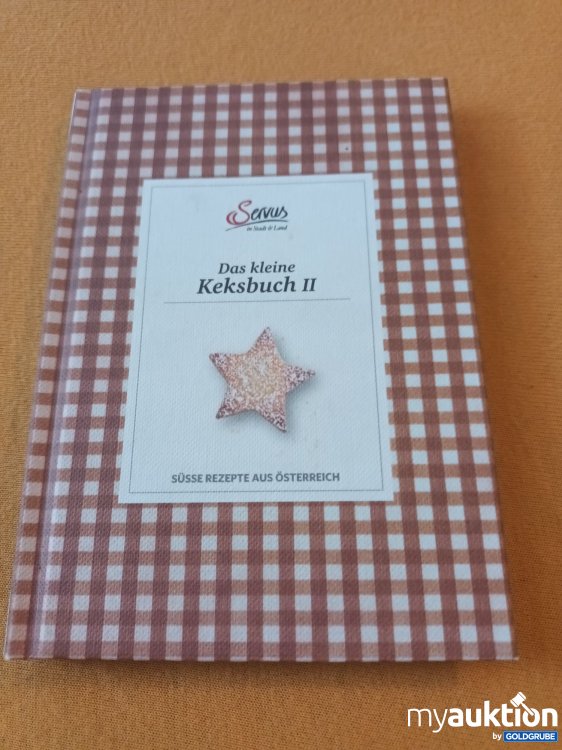 Servus
in Stadt & Land
Das kleine
Keksbuch II
SÜSSE REZEPTE AUS ÖSTERREICH
myauktion
by GOLDGRUBE